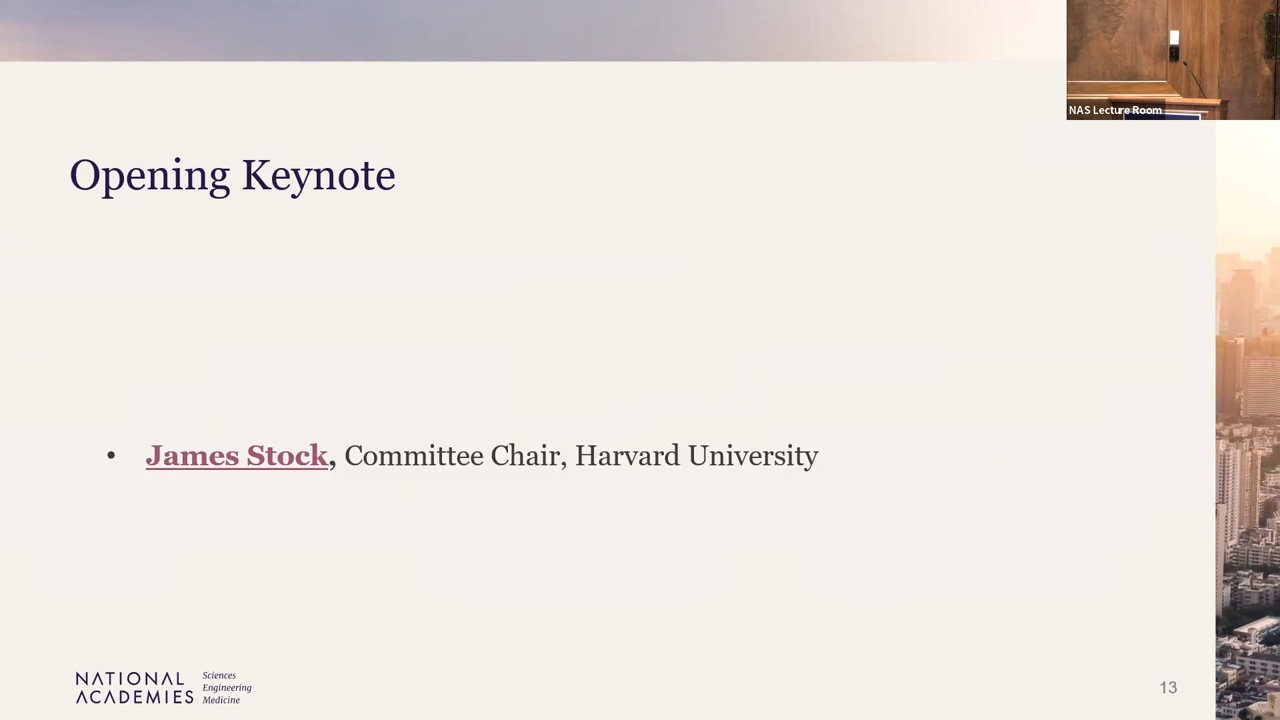 NAS Lecture Room
Opening Keynote
• James Stock, Committee Chair, Harvard University
NATIONAL
ACADEMIES
Sciences
Engineering
Medicine
13